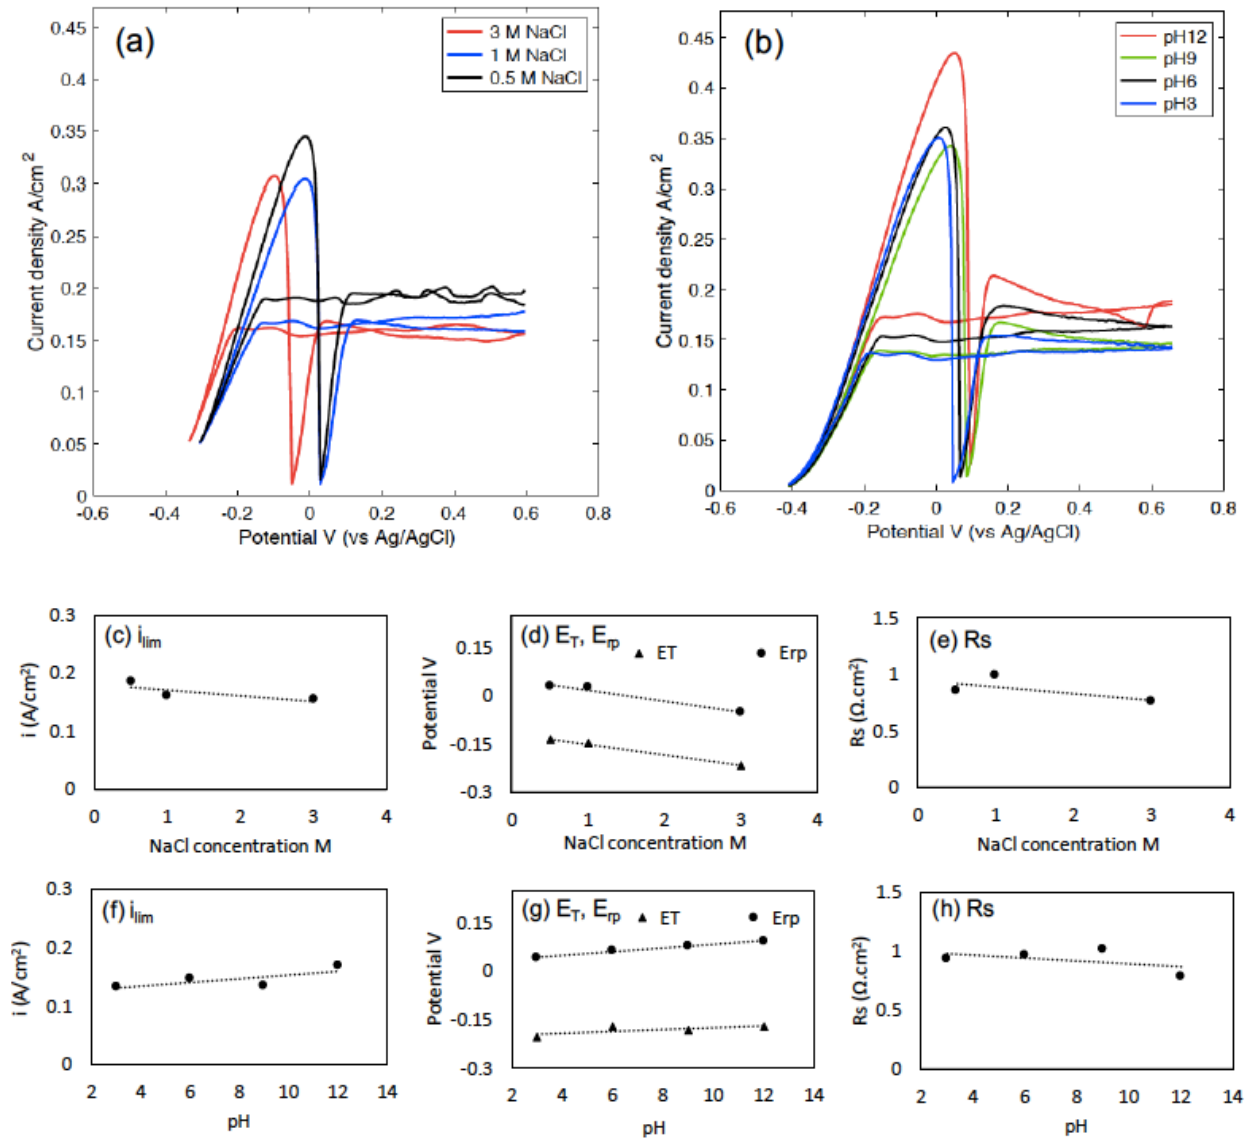 (a)
3 M NaCl
1 M NaCl
0.5 M NaCl
Current density A/cm²
0.45
0.4
0.35
0.3
0.25
0.2
0.15
0.1
0.05
0
-0.6 -0.4 -0.2 0 0.2 0.4 0.6 0.8
Potential V (vs Ag/AgCl)
(b)
pH12
pH9
pH6
pH3
Current density A/cm²
0.45
0.4
0.35
0.3
0.25
0.2
0.15
0.1
0.05
0
-0.6 -0.4 -0.2 0 0.2 0.4 0.6 0.8
Potential V (vs Ag/AgCl)
(c) i_lim
i (A/cm²)
0.3
0.2
0.1
0
0 1 2 3 4
NaCl concentration M
(d) E_T, E_rp
ET Erp
Potential V
0.15
0
-0.15
-0.3
0 1 2 3 4
NaCl concentration M
(e) Rs
Rs (Ω.cm²)
1.5
1
0.5
0
0 1 2 3 4
NaCl concentration M
(f) i_lim
i (A/cm²)
0.3
0.2
0.1
0
2 4 6 8 10 12 14
pH
(g) E_T, E_rp
ET Erp
Potential V
0.15
0
-0.15
-0.3
2 4 6 8 10 12 14
pH
(h) Rs
Rs (Ω.cm²)
1.5
1
0.5
0
2 4 6 8 10 12 14
pH